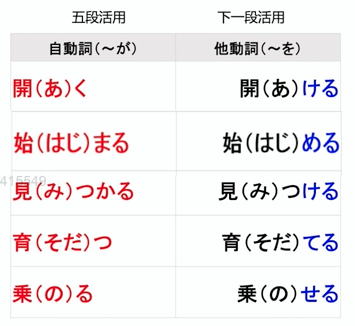 五段活用 下一段活用
自動詞(～が) 他動詞(～を)
開(あ)く 開(あ)ける
始(はじ)まる 始(はじ)める
415549
見(み)つかる 見(み)つける
育(そだ)つ 育(そだ)てる
乗(の)る 乗(の)せる